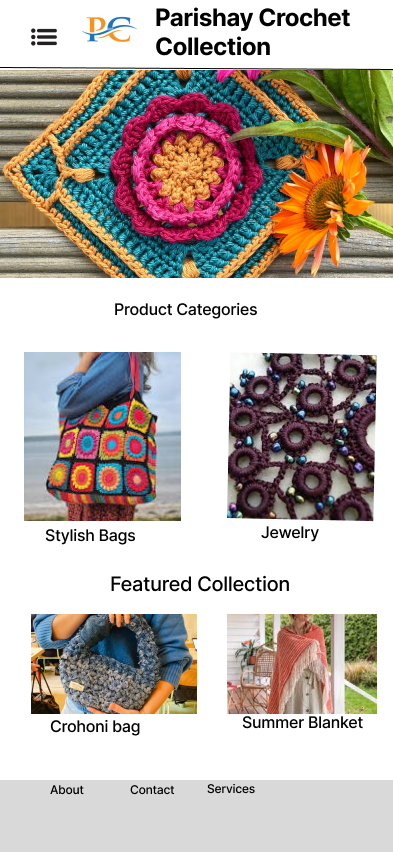 PC
Parishay Crochet
Collection
Product Categories
Stylish Bags
Jewelry
Featured Collection
Crohoni bag
Summer Blanket
About
Contact
Services